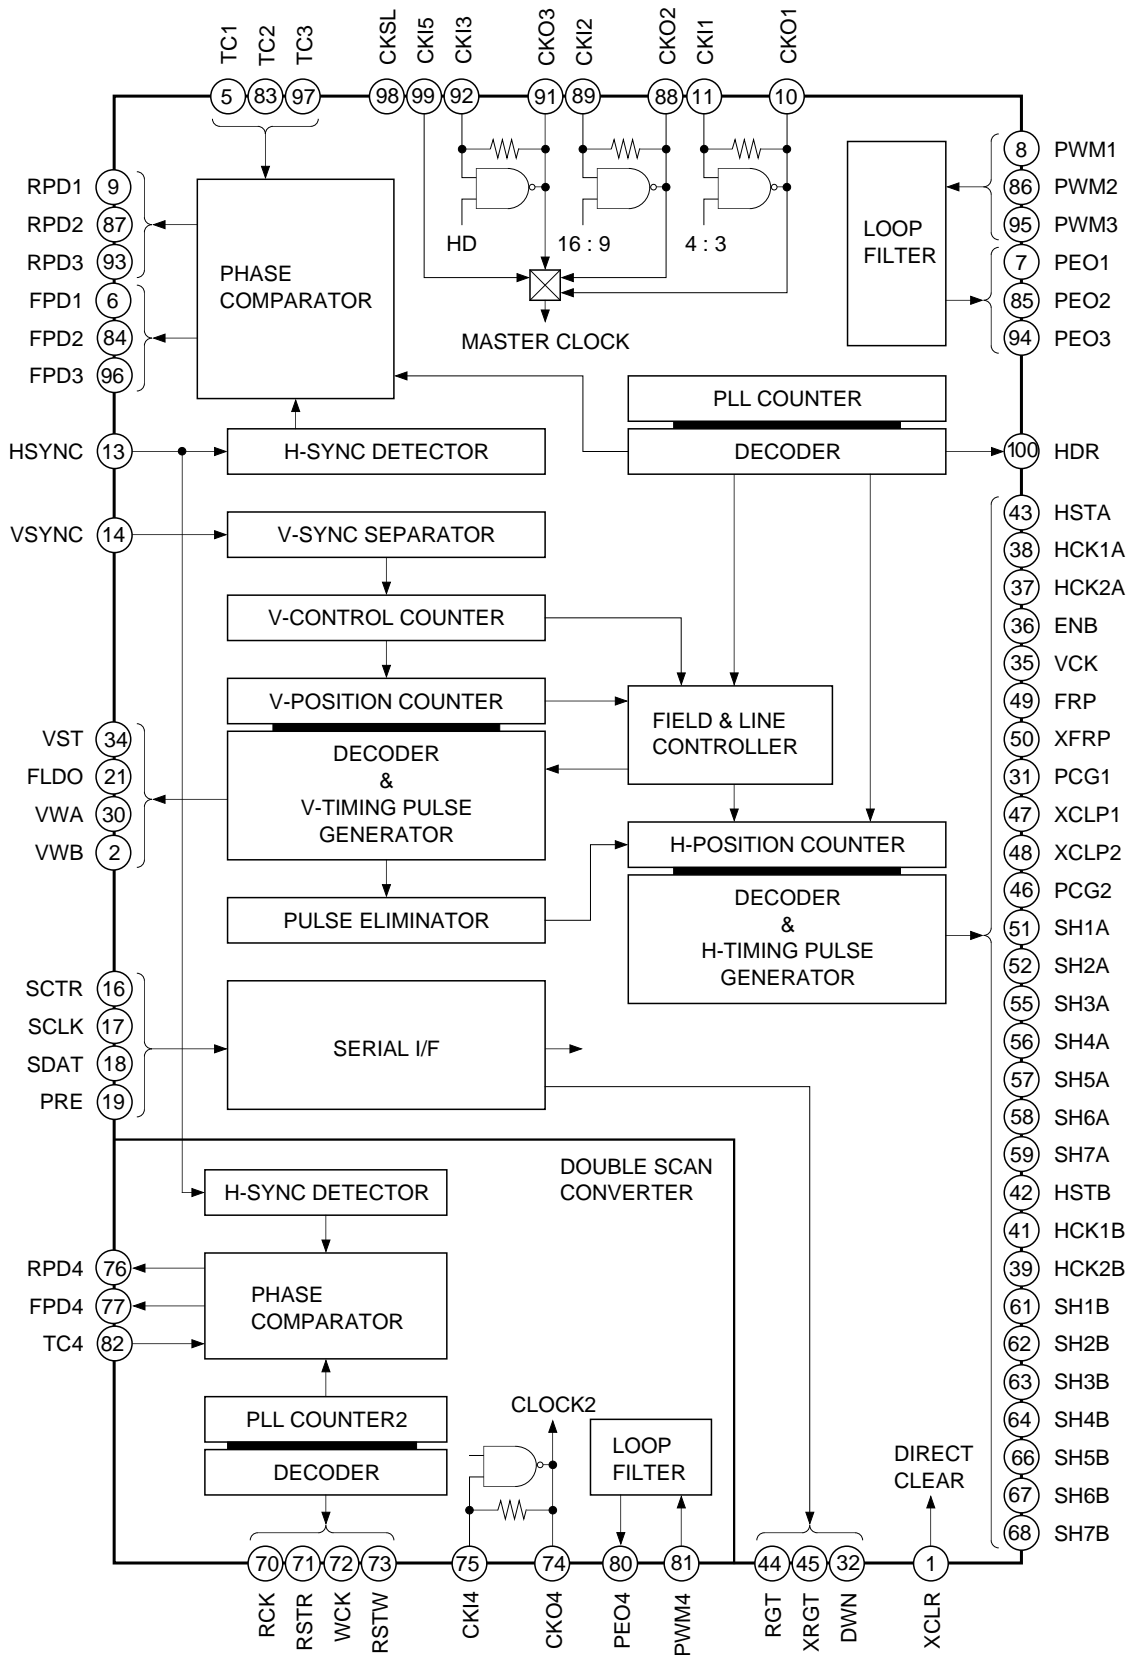 TC1
TC2
TC3
CKSL
CKI5
CKI3
CKO3
CKI2
CKO2
CKI1
CKO1
5
83
97
98
99
92
91
89
88
11
10
HD
16 : 9
4 : 3
MASTER CLOCK
RPD1 9
RPD2 87
RPD3 93
FPD1 6
FPD2 84
FPD3 96
PHASE
COMPARATOR
LOOP
FILTER
8 PWM1
86 PWM2
95 PWM3
7 PEO1
85 PEO2
94 PEO3
PLL COUNTER
DECODER
100 HDR
HSYNC 13
H-SYNC DETECTOR
VSYNC 14
V-SYNC SEPARATOR
V-CONTROL COUNTER
V-POSITION COUNTER
DECODER
&
V-TIMING PULSE
GENERATOR
FIELD & LINE
CONTROLLER
VST 34
FLDO 21
VWA 30
VWB 2
PULSE ELIMINATOR
H-POSITION COUNTER
DECODER
&
H-TIMING PULSE
GENERATOR
SCTR 16
SCLK 17
SDAT 18
PRE 19
SERIAL I/F
43 HSTA
38 HCK1A
37 HCK2A
36 ENB
35 VCK
49 FRP
50 XFRP
31 PCG1
47 XCLP1
48 XCLP2
46 PCG2
51 SH1A
52 SH2A
55 SH3A
56 SH4A
57 SH5A
58 SH6A
59 SH7A
42 HSTB
41 HCK1B
39 HCK2B
61 SH1B
62 SH2B
63 SH3B
64 SH4B
66 SH5B
67 SH6B
68 SH7B
DOUBLE SCAN
CONVERTER
H-SYNC DETECTOR
RPD4 76
FPD4 77
TC4 82
PHASE
COMPARATOR
PLL COUNTER2
DECODER
CLOCK2
LOOP
FILTER
DIRECT
CLEAR
70
71
72
73
75
74
80
81
44
45
32
1
RCK
RSTR
WCK
RSTW
CKI4
CKO4
PEO4
PWM4
RGT
XRGT
DWN
XCLR